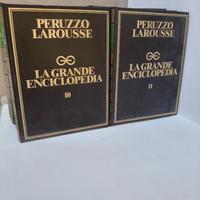 PERUZZO
LAROUSSE
LA GRANDE
ENCICLOPEDIA
10
PERUZZO
LAROUSSE
LA GRANDE
ENCICLOPEDIA
11